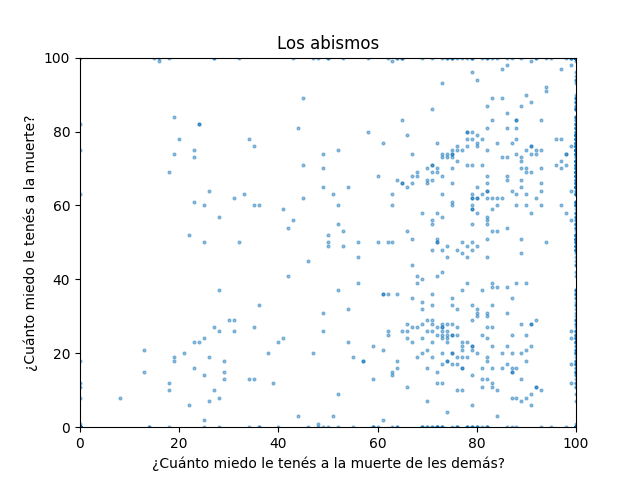 Los abismos
100
80
60
40
20
0
¿Cuánto miedo le tenés a la muerte?
0 20 40 60 80 100
¿Cuánto miedo le tenés a la muerte de les demás?